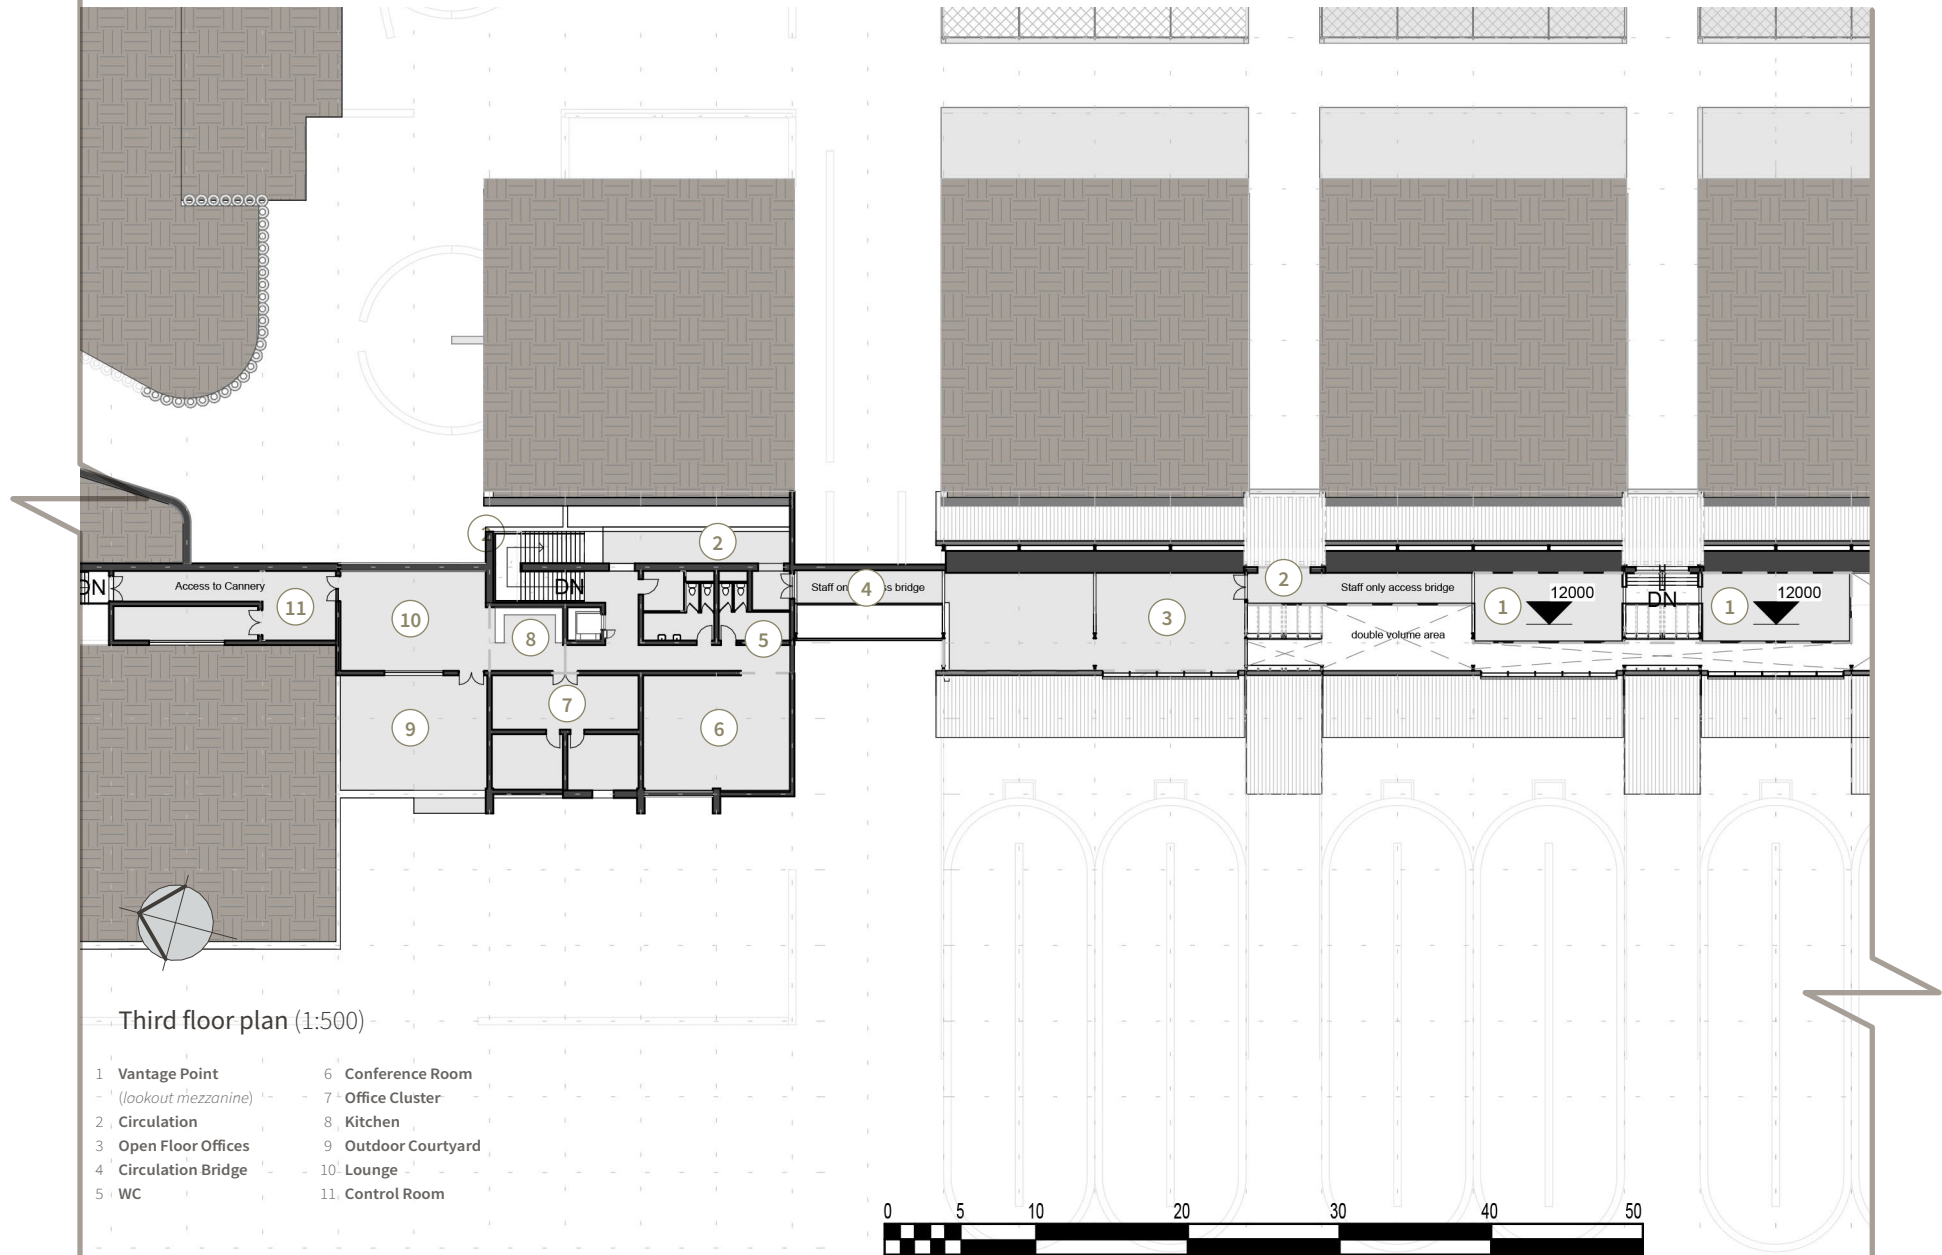 2
2
DN
Access to Cannery
DN
Staff on
4
ss bridge
2
Staff only access bridge
1
12000
DN
1
12000
11
10
8
5
3
double volume area
9
7
6
Third floor plan (1:500)
1 Vantage Point
(lookout mezzanine)
2 Circulation
3 Open Floor Offices
4 Circulation Bridge
5 WC
6 Conference Room
7 Office Cluster
8 Kitchen
9 Outdoor Courtyard
10 Lounge
11 Control Room
0 5 10 20 30 40 50